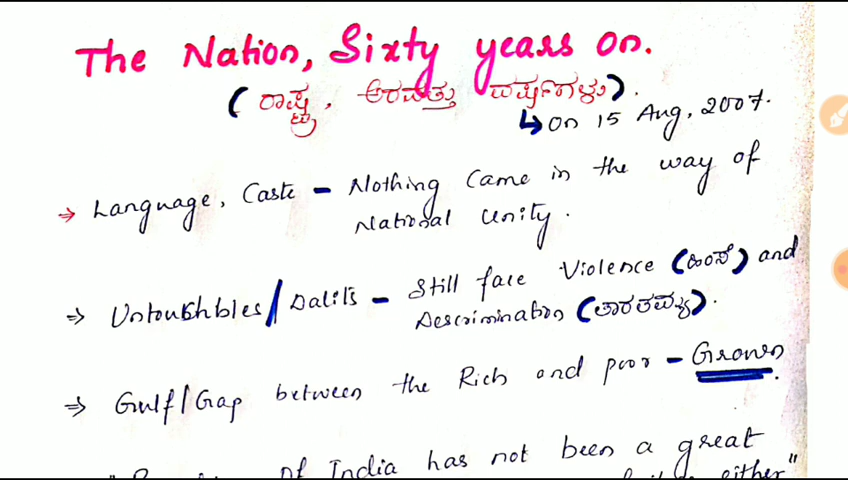 The Nation, Sixty years on.
(ರಾಷ್ಟ್ರ, ಅರವತ್ತು ವರ್ಷಗಳು).
↳ on 15 Aug, 2007.
⇒ Language, Caste - Nothing Came in the way of
National Unity.
⇒ Untouchbles/Dalits - Still face Violence (ಹಿಂಸೆ) and
Descrimination (ತಾರತಮ್ಯ).
⇒ Gulf/Gap between the Rich and poor - Grown.
of India has not been a great
either"